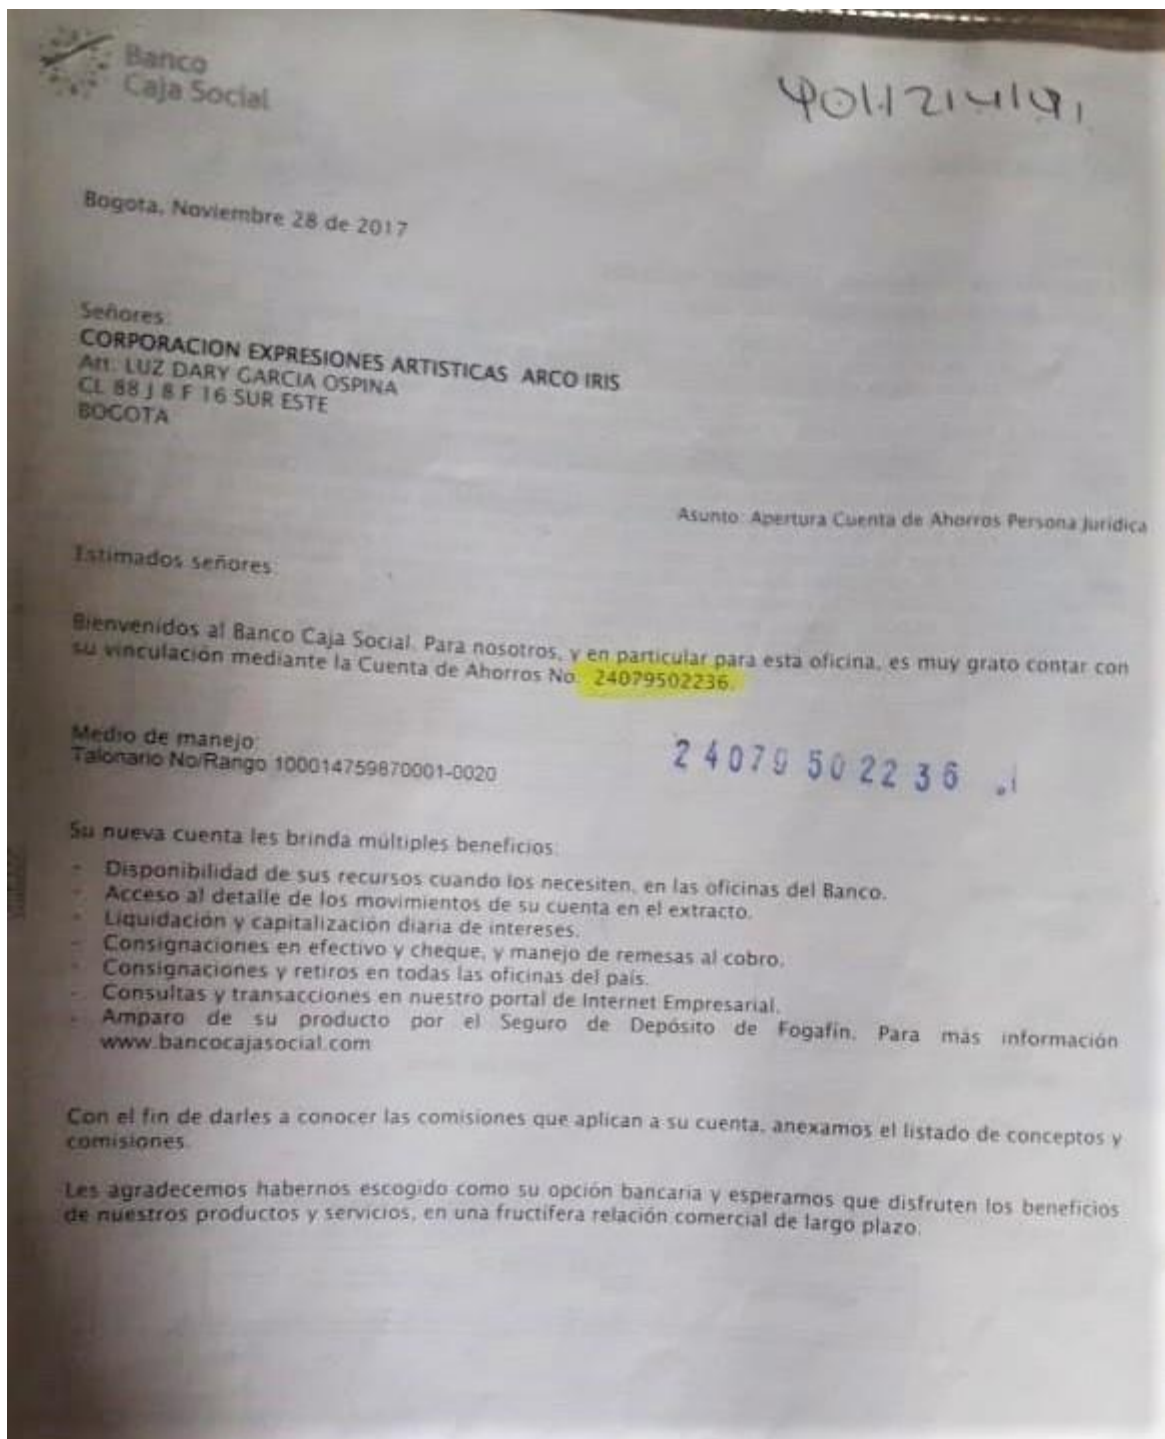 Banco
Caja Social
Bogota, Noviembre 28 de 2017
Señores:
CORPORACION EXPRESIONES ARTISTICAS ARCO IRIS
Att: LUZ DARY GARCIA OSPINA
CL 88 J 8 F 16 SUR ESTE
BOGOTA
Asunto: Apertura Cuenta de Ahorros Persona Juridica
Estimados señores:
Bienvenidos al Banco Caja Social. Para nosotros, y en particular para esta oficina, es muy grato contar con
su vinculación mediante la Cuenta de Ahorros No. 24079502236.
Medio de manejo:
Talonario No/Rango 100014759870001-0020
24079502236
Su nueva cuenta les brinda múltiples beneficios:
- Disponibilidad de sus recursos cuando los necesiten, en las oficinas del Banco.
- Acceso al detalle de los movimientos de su cuenta en el extracto.
- Liquidación y capitalización diaria de intereses.
- Consignaciones en efectivo y cheque, y manejo de remesas al cobro.
- Consignaciones y retiros en todas las oficinas del país.
- Consultas y transacciones en nuestro portal de Internet Empresarial.
- Amparo de su producto por el Seguro de Depósito de Fogafín. Para más información
www.bancocajasocial.com
Con el fin de darles a conocer las comisiones que aplican a su cuenta, anexamos el listado de conceptos y
comisiones.
Les agradecemos habernos escogido como su opción bancaria y esperamos que disfruten los beneficios
de nuestros productos y servicios, en una fructífera relación comercial de largo plazo.